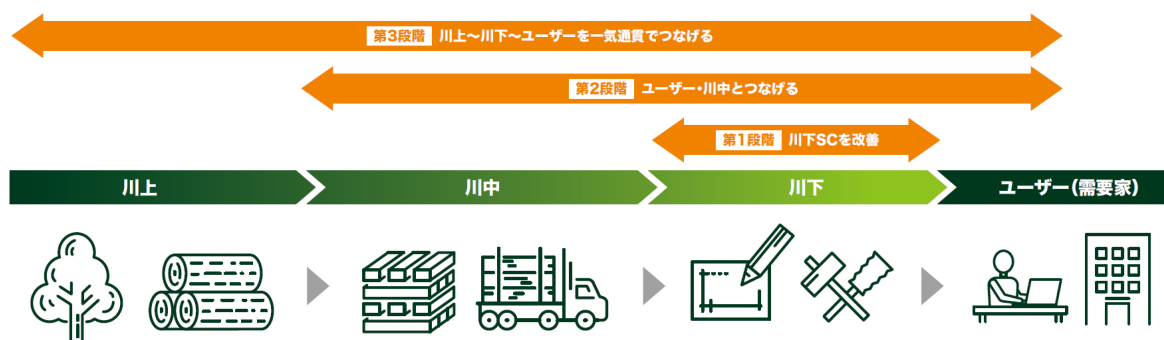 第3段階 川上～川下～ユーザーを一気通貫でつなげる
第2段階 ユーザー・川中とつなげる
第1段階 川下SCを改善
川上
川中
川下
ユーザー（需要家）